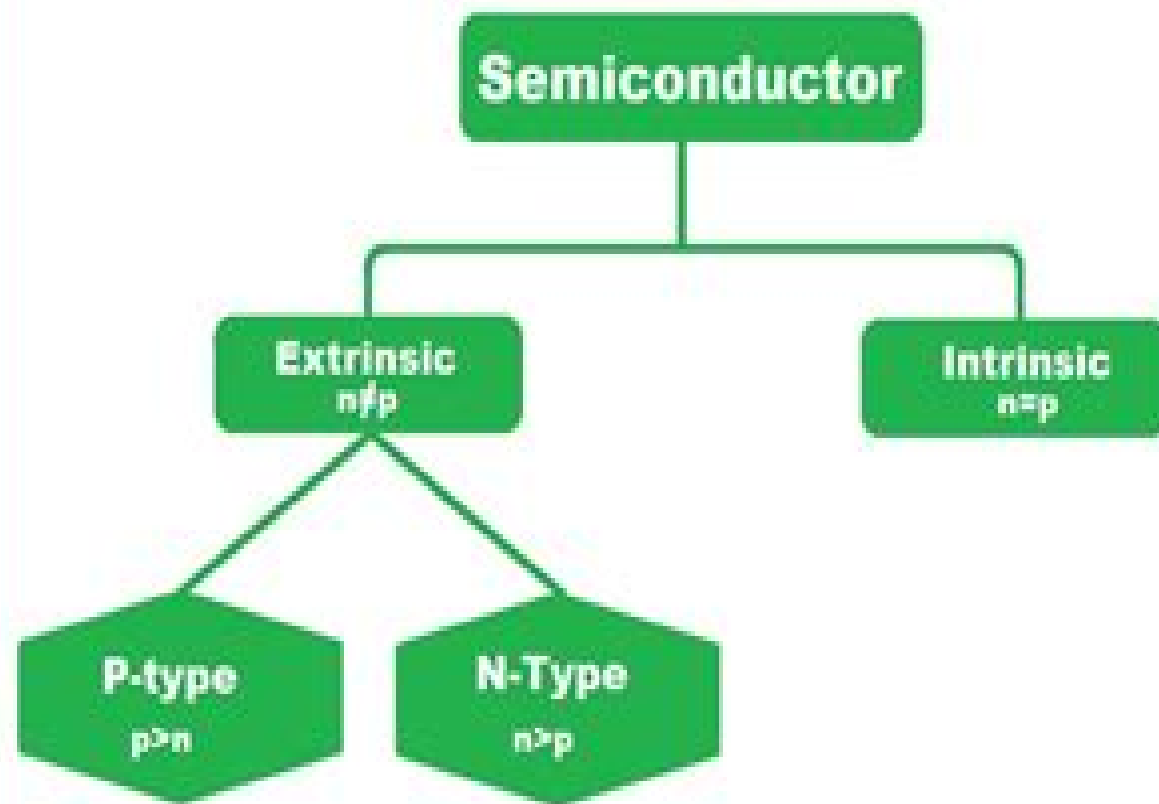 Semiconductor
Extrinsic
n≠p
Intrinsic
n=p
P-type
p>n
N-Type
n>p